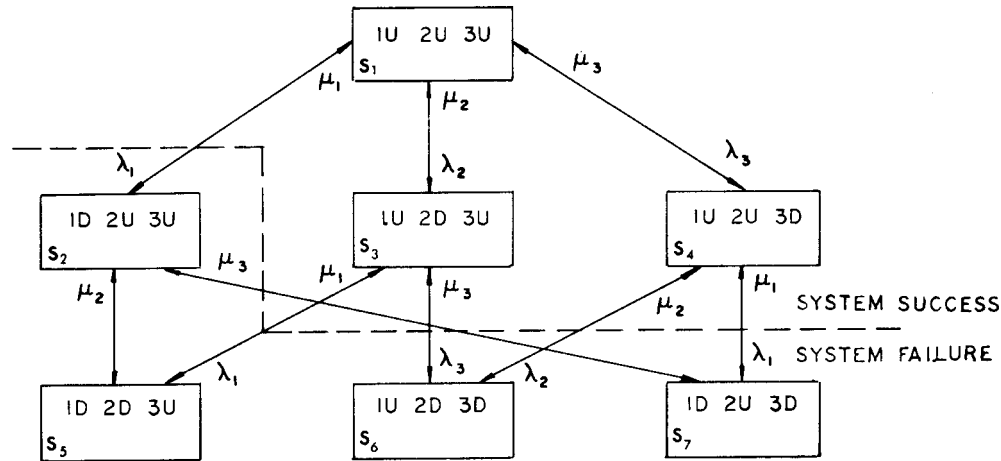 1U 2U 3U
S1
μ1
μ2
μ3
λ1
λ2
λ3
1D 2U 3U
S2
1U 2D 3U
S3
1U 2U 3D
S4
μ2
μ3
μ1
μ3
μ2
μ1
SYSTEM SUCCESS
SYSTEM FAILURE
λ1
λ3
λ2
λ1
1D 2D 3U
S5
1U 2D 3D
S6
1D 2U 3D
S7